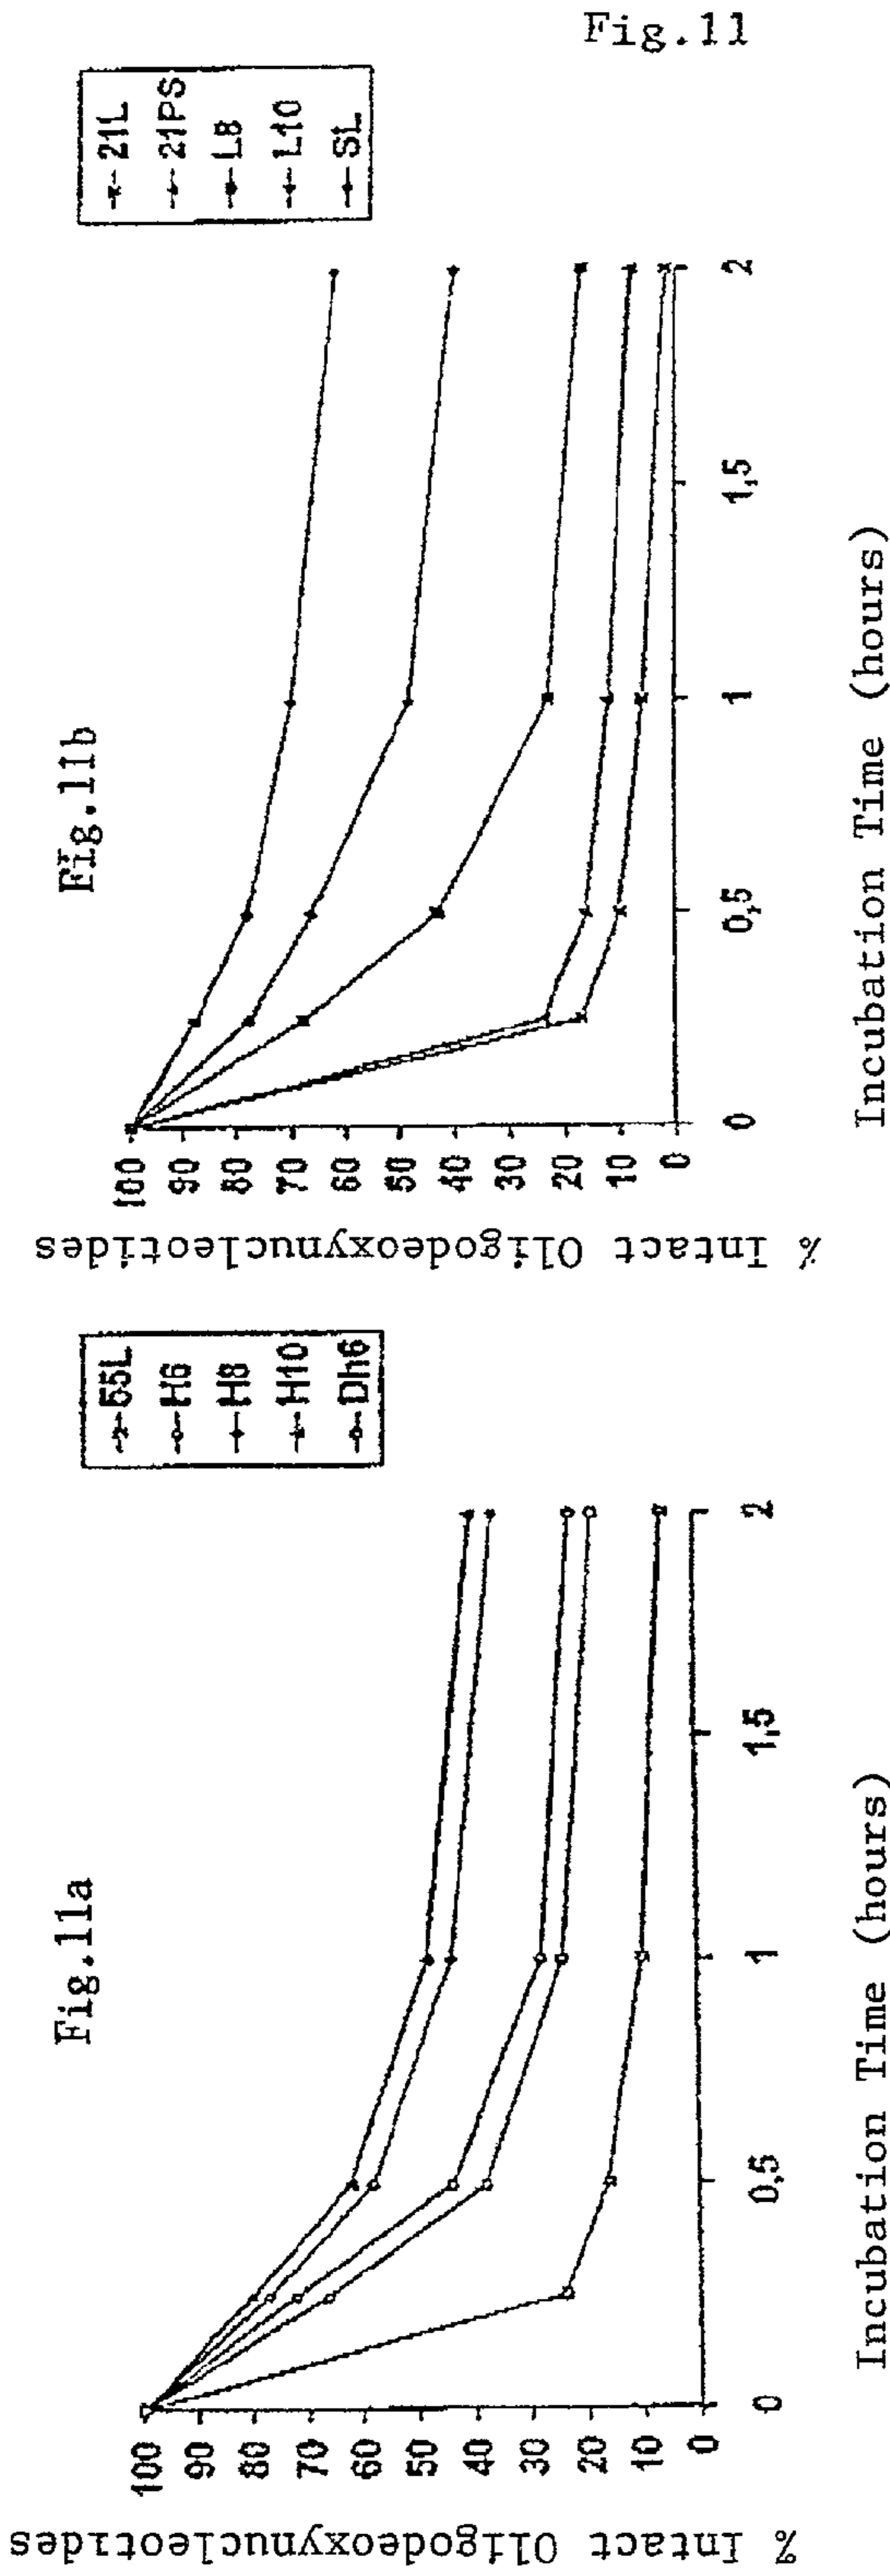 Fig.11
Fig.11a
% Intact Oligodeoxynucleotides
100
90
80
70
60
50
40
30
20
10
0
0
0,5
1
1,5
2
Incubation Time (hours)
55L
H6
H8
H10
Dh6
Fig.11b
% Intact Oligodeoxynucleotides
100
90
80
70
60
50
40
30
20
10
0
0
0,5
1
1,5
2
Incubation Time (hours)
21L
21PS
L8
L10
SL